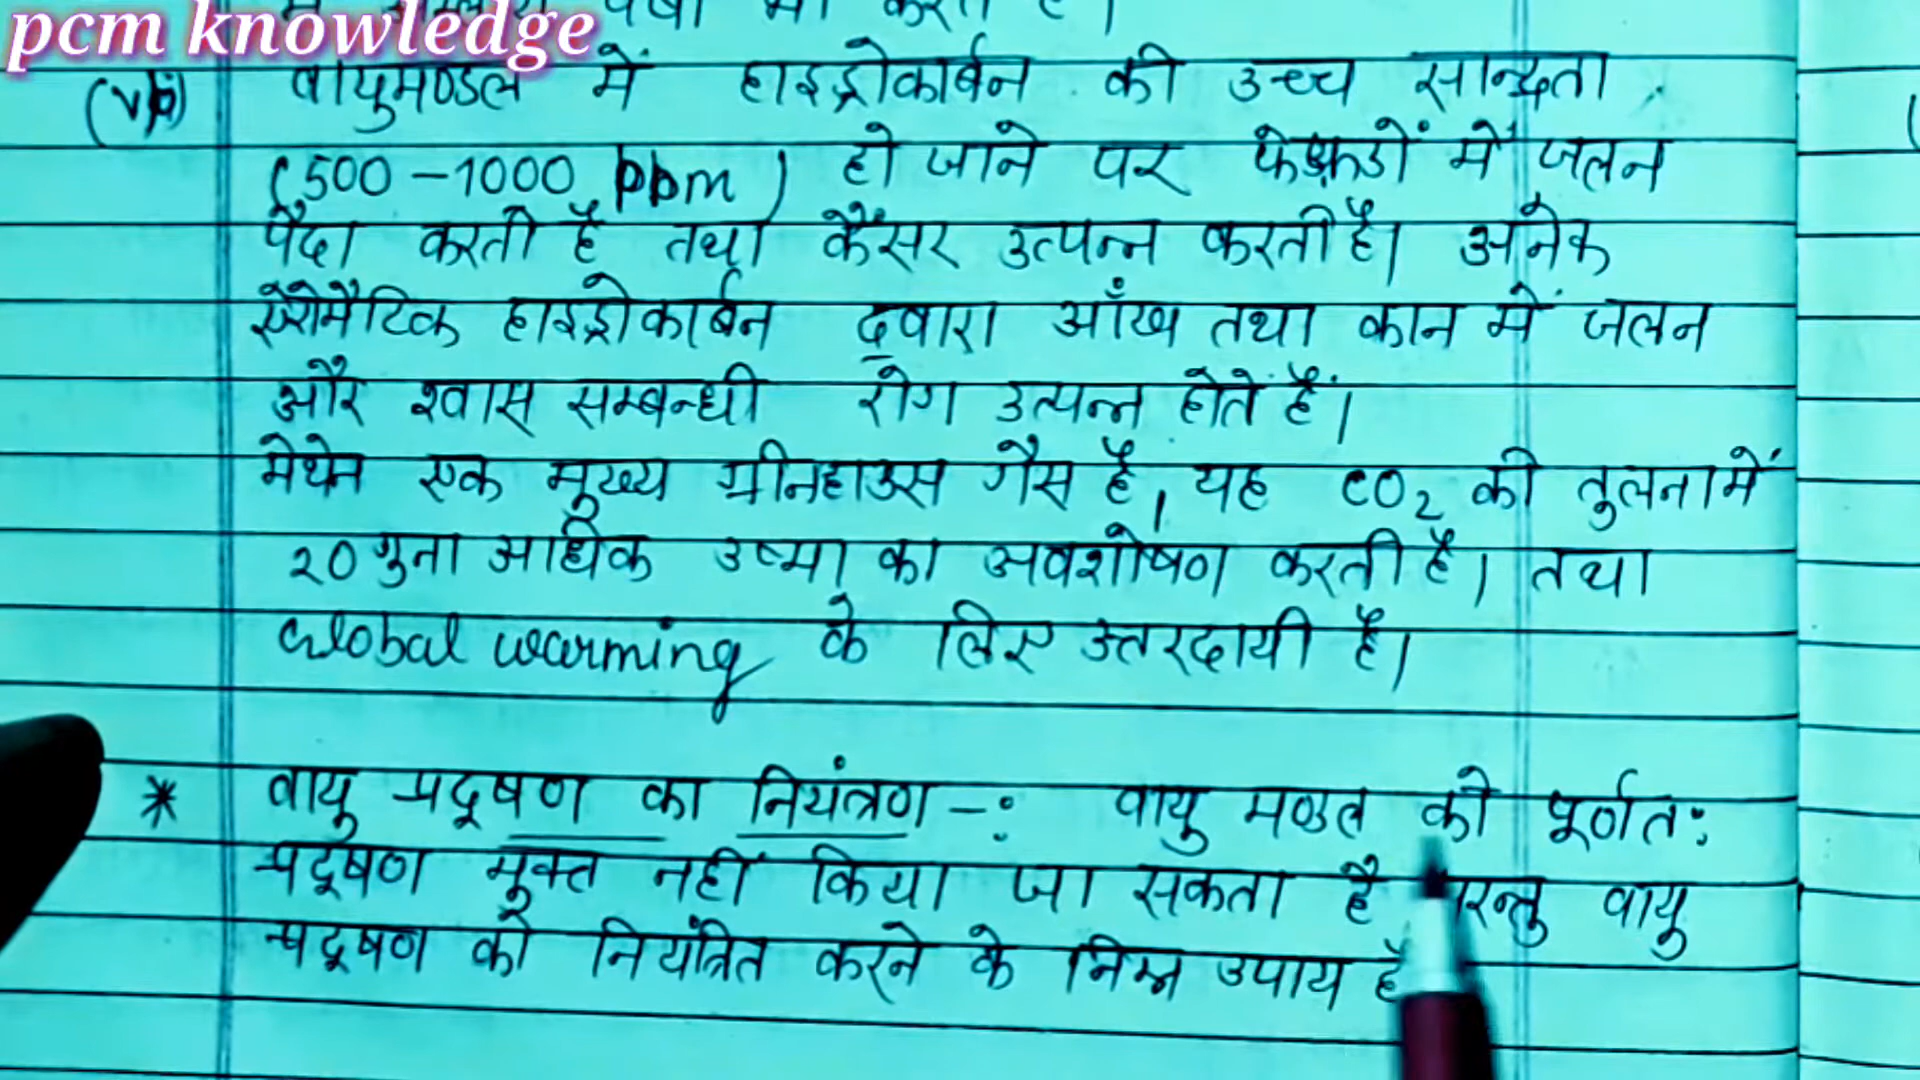 pcm knowledge
वायुमण्डल में हाइड्रोकार्बन की उच्च सान्द्रता
(500-1000 ppm) हो जाने पर फेफड़ों में जलन
पैदा करती है तथा कैंसर उत्पन्न करती है। अनेक
ऐरोमैटिक हाइड्रोकार्बन द्वारा आँख तथा कान में जलन
और श्वास सम्बन्धी रोग उत्पन्न होते हैं।
मेथेन एक मुख्य ग्रीनहाउस गैस है, यह CO₂ की तुलना में
20 गुना अधिक उष्मा का अवशोषण करती है। तथा
Global warming के लिए उत्तरदायी है।
* वायु प्रदूषण का नियंत्रण -: वायु मण्डल को पूर्णत:
प्रदूषण मुक्त नहीं किया जा सकता है परन्तु वायु
प्रदूषण को नियंत्रित करने के निम्न उपाय है